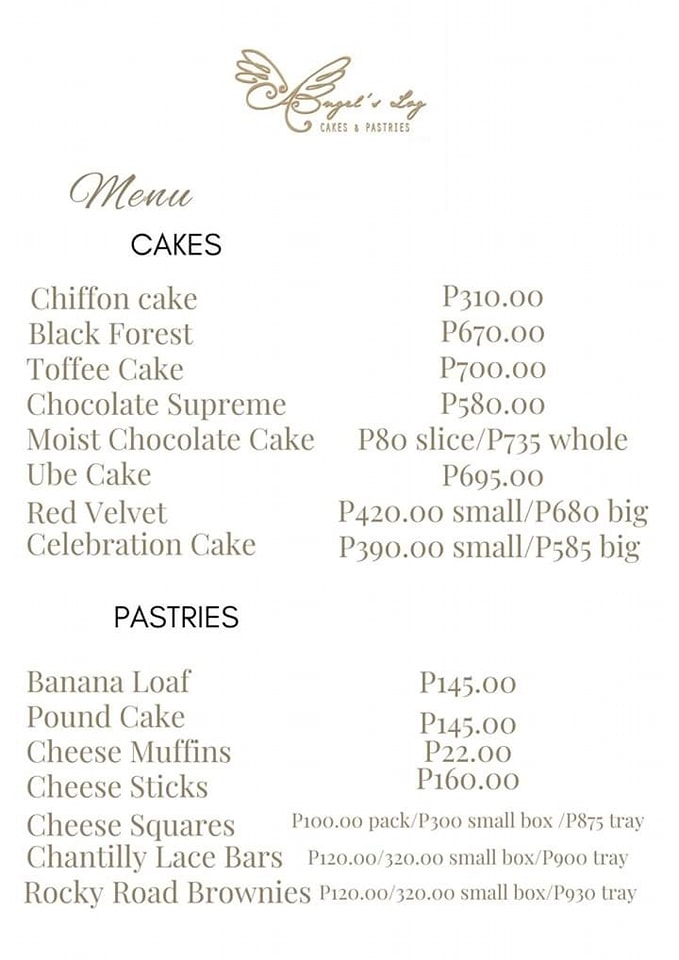 Angel's Log
CAKES & PASTRIES
Menu
CAKES
Chiffon cake P310.00
Black Forest P670.00
Toffee Cake P700.00
Chocolate Supreme P580.00
Moist Chocolate Cake P80 slice/P735 whole
Ube Cake P695.00
Red Velvet P420.00 small/P680 big
Celebration Cake P390.00 small/P585 big
PASTRIES
Banana Loaf P145.00
Pound Cake P145.00
Cheese Muffins P22.00
Cheese Sticks P160.00
Cheese Squares P100.00 pack/P300 small box /P875 tray
Chantilly Lace Bars P120.00/320.00 small box/P900 tray
Rocky Road Brownies P120.00/320.00 small box/P930 tray